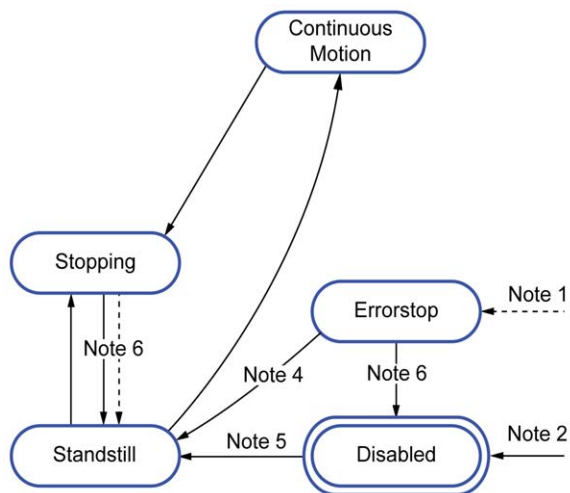 Continuous
Motion
Stopping
Errorstop
Note 1
Note 6
Note 4
Note 6
Standstill
Note 5
Disabled
Note 2